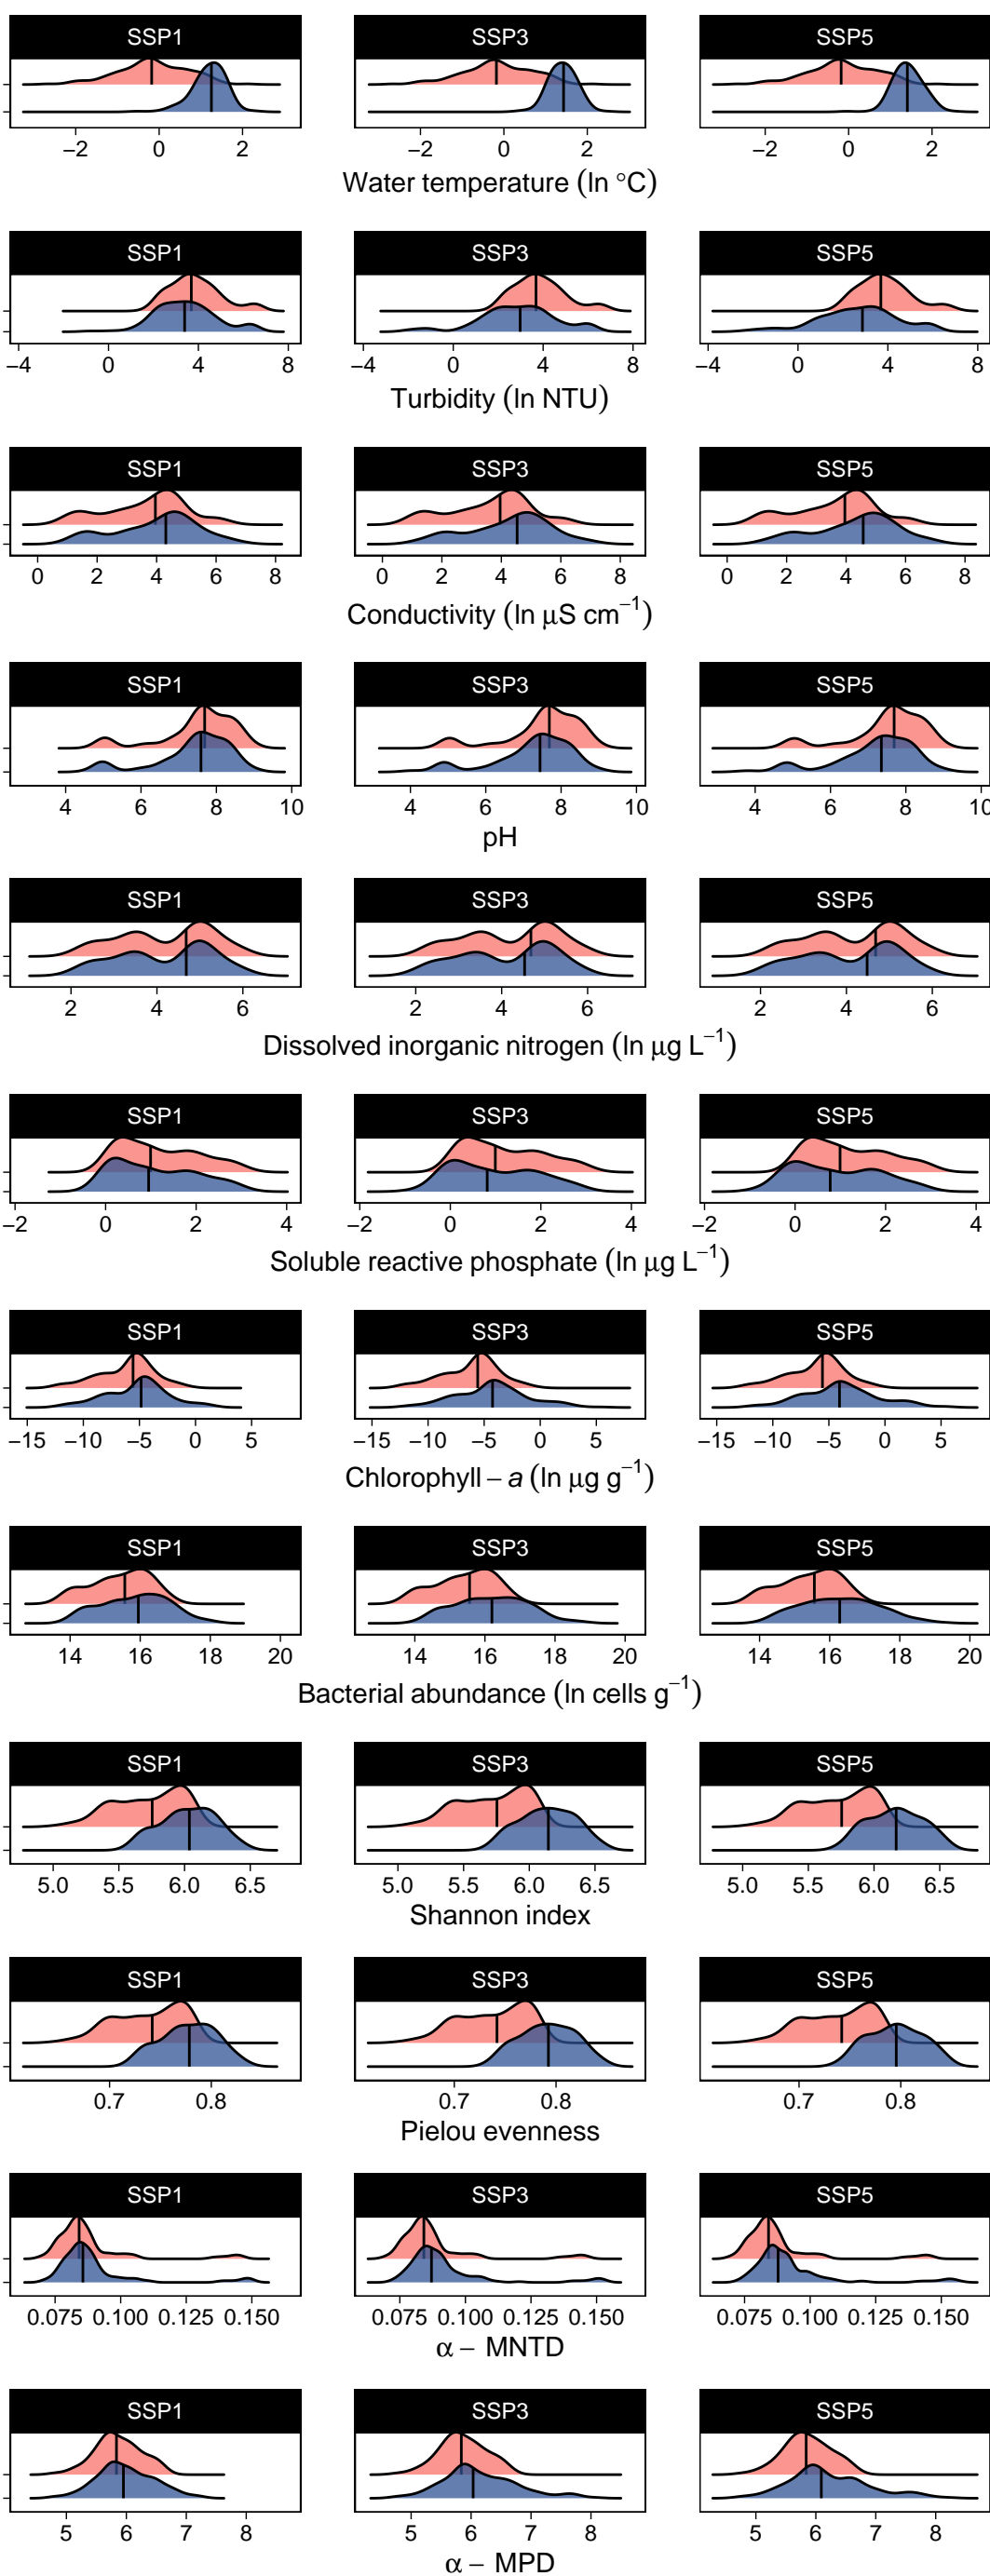 SSP1 SSP3 SSP5
−2 0 2 −2 0 2 −2 0 2
Water temperature (ln °C)
SSP1 SSP3 SSP5
−4 0 4 8 −4 0 4 8 −4 0 4 8
Turbidity (ln NTU)
SSP1 SSP3 SSP5
0 2 4 6 8 0 2 4 6 8 0 2 4 6 8
Conductivity (ln μS cm⁻¹)
SSP1 SSP3 SSP5
4 6 8 10 4 6 8 10 4 6 8 10
pH
SSP1 SSP3 SSP5
2 4 6 2 4 6 2 4 6
Dissolved inorganic nitrogen (ln μg L⁻¹)
SSP1 SSP3 SSP5
−2 0 2 4 −2 0 2 4 −2 0 2 4
Soluble reactive phosphate (ln μg L⁻¹)
SSP1 SSP3 SSP5
−15 −10 −5 0 5 −15 −10 −5 0 5 −15 −10 −5 0 5
Chlorophyll − a (ln μg g⁻¹)
SSP1 SSP3 SSP5
14 16 18 20 14 16 18 20 14 16 18 20
Bacterial abundance (ln cells g⁻¹)
SSP1 SSP3 SSP5
5.0 5.5 6.0 6.5 5.0 5.5 6.0 6.5 5.0 5.5 6.0 6.5
Shannon index
SSP1 SSP3 SSP5
0.7 0.8 0.7 0.8 0.7 0.8
Pielou evenness
SSP1 SSP3 SSP5
0.075 0.100 0.125 0.150 0.075 0.100 0.125 0.150 0.075 0.100 0.125 0.150
α − MNTD
SSP1 SSP3 SSP5
5 6 7 8 5 6 7 8 5 6 7 8
α − MPD